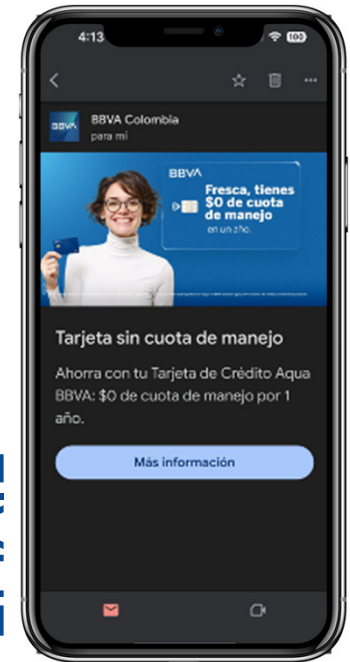 4:13
100
BBVA
BBVA Colombia
para mí
BBVA
Fresca, tienes
$0 de cuota
de manejo
en un año.
Tarjeta sin cuota de manejo
Ahorra con tu Tarjeta de Crédito Aqua
BBVA: $0 de cuota de manejo por 1
año.
Más información